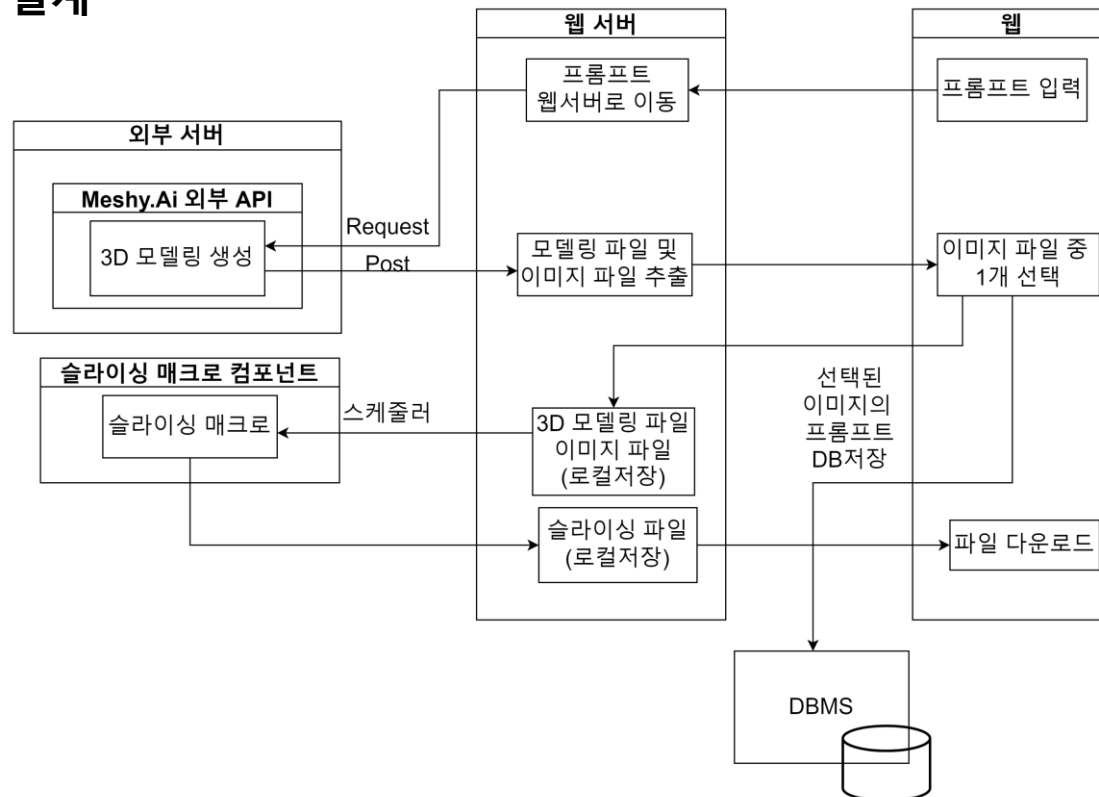 설계
웹 서버
웹
프롬프트
웹서버로 이동
프롬프트 입력
외부 서버
Meshy.Ai 외부 API
3D 모델링 생성
Request
Post
모델링 파일 및
이미지 파일 추출
이미지 파일 중
1개 선택
슬라이싱 매크로 컴포넌트
슬라이싱 매크로
스케줄러
3D 모델링 파일
이미지 파일
(로컬저장)
선택된
이미지의
프롬프트
DB저장
슬라이싱 파일
(로컬저장)
파일 다운로드
DBMS